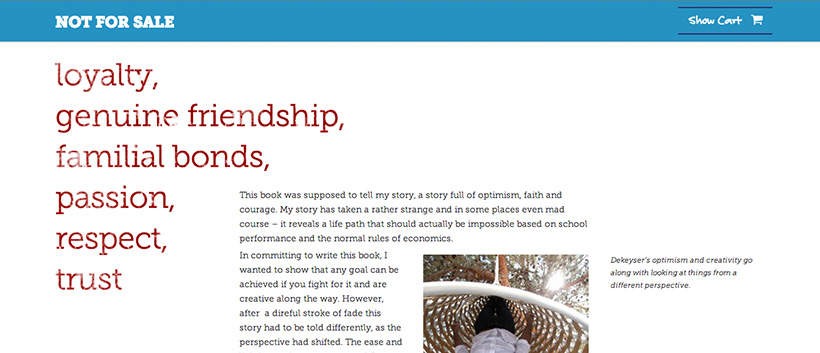 NOT FOR SALE
Show Cart
loyalty,
genuine friendship,
familial bonds,
passion,
respect,
trust
This book was supposed to tell my story, a story full of optimism, faith and
courage. My story has taken a rather strange and in some places even mad
course – it reveals a life path that should actually be impossible based on school
performance and the normal rules of economics.
In committing to write this book, I
wanted to show that any goal can be
achieved if you fight for it and are
creative along the way. However,
after a direful stroke of fade this
story had to be told differently, as the
perspective had shifted. The ease and
Dekeyser's optimism and creativity go
along with looking at things from a
different perspective.